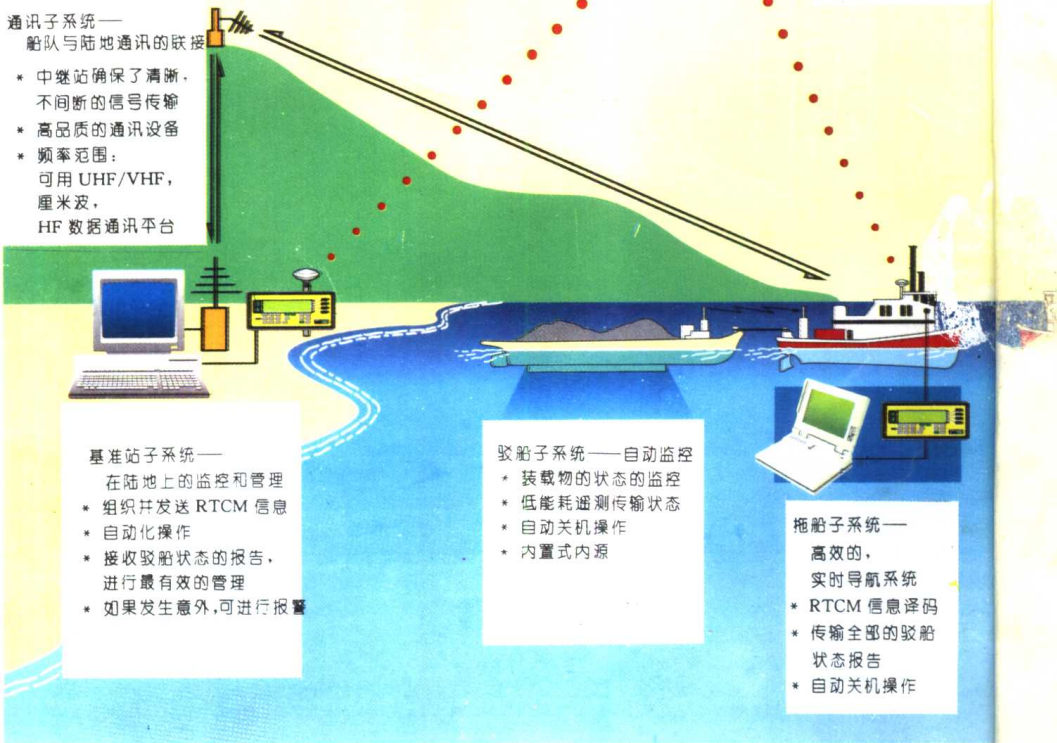 通讯子系统——
船队与陆地通讯的联接
* 中继站确保了清晰,
不间断的信号传输
* 高品质的通讯设备
* 频率范围:
可用 UHF/VHF,
厘米波,
HF 数据通讯平台
基准站子系统——
在陆地上的监控和管理
* 组织并发送 RTCM 信息
* 自动化操作
* 接收驳船状态的报告,
进行最有效的管理
* 如果发生意外,可进行报警
驳船子系统——自动监控
* 装载物的状态的监控
* 低能耗遥测传输状态
* 自动关机操作
* 内置式内源
拖船子系统——
高效的,
实时导航系统
* RTCM 信息译码
* 传输全部的驳船
状态报告
* 自动关机操作